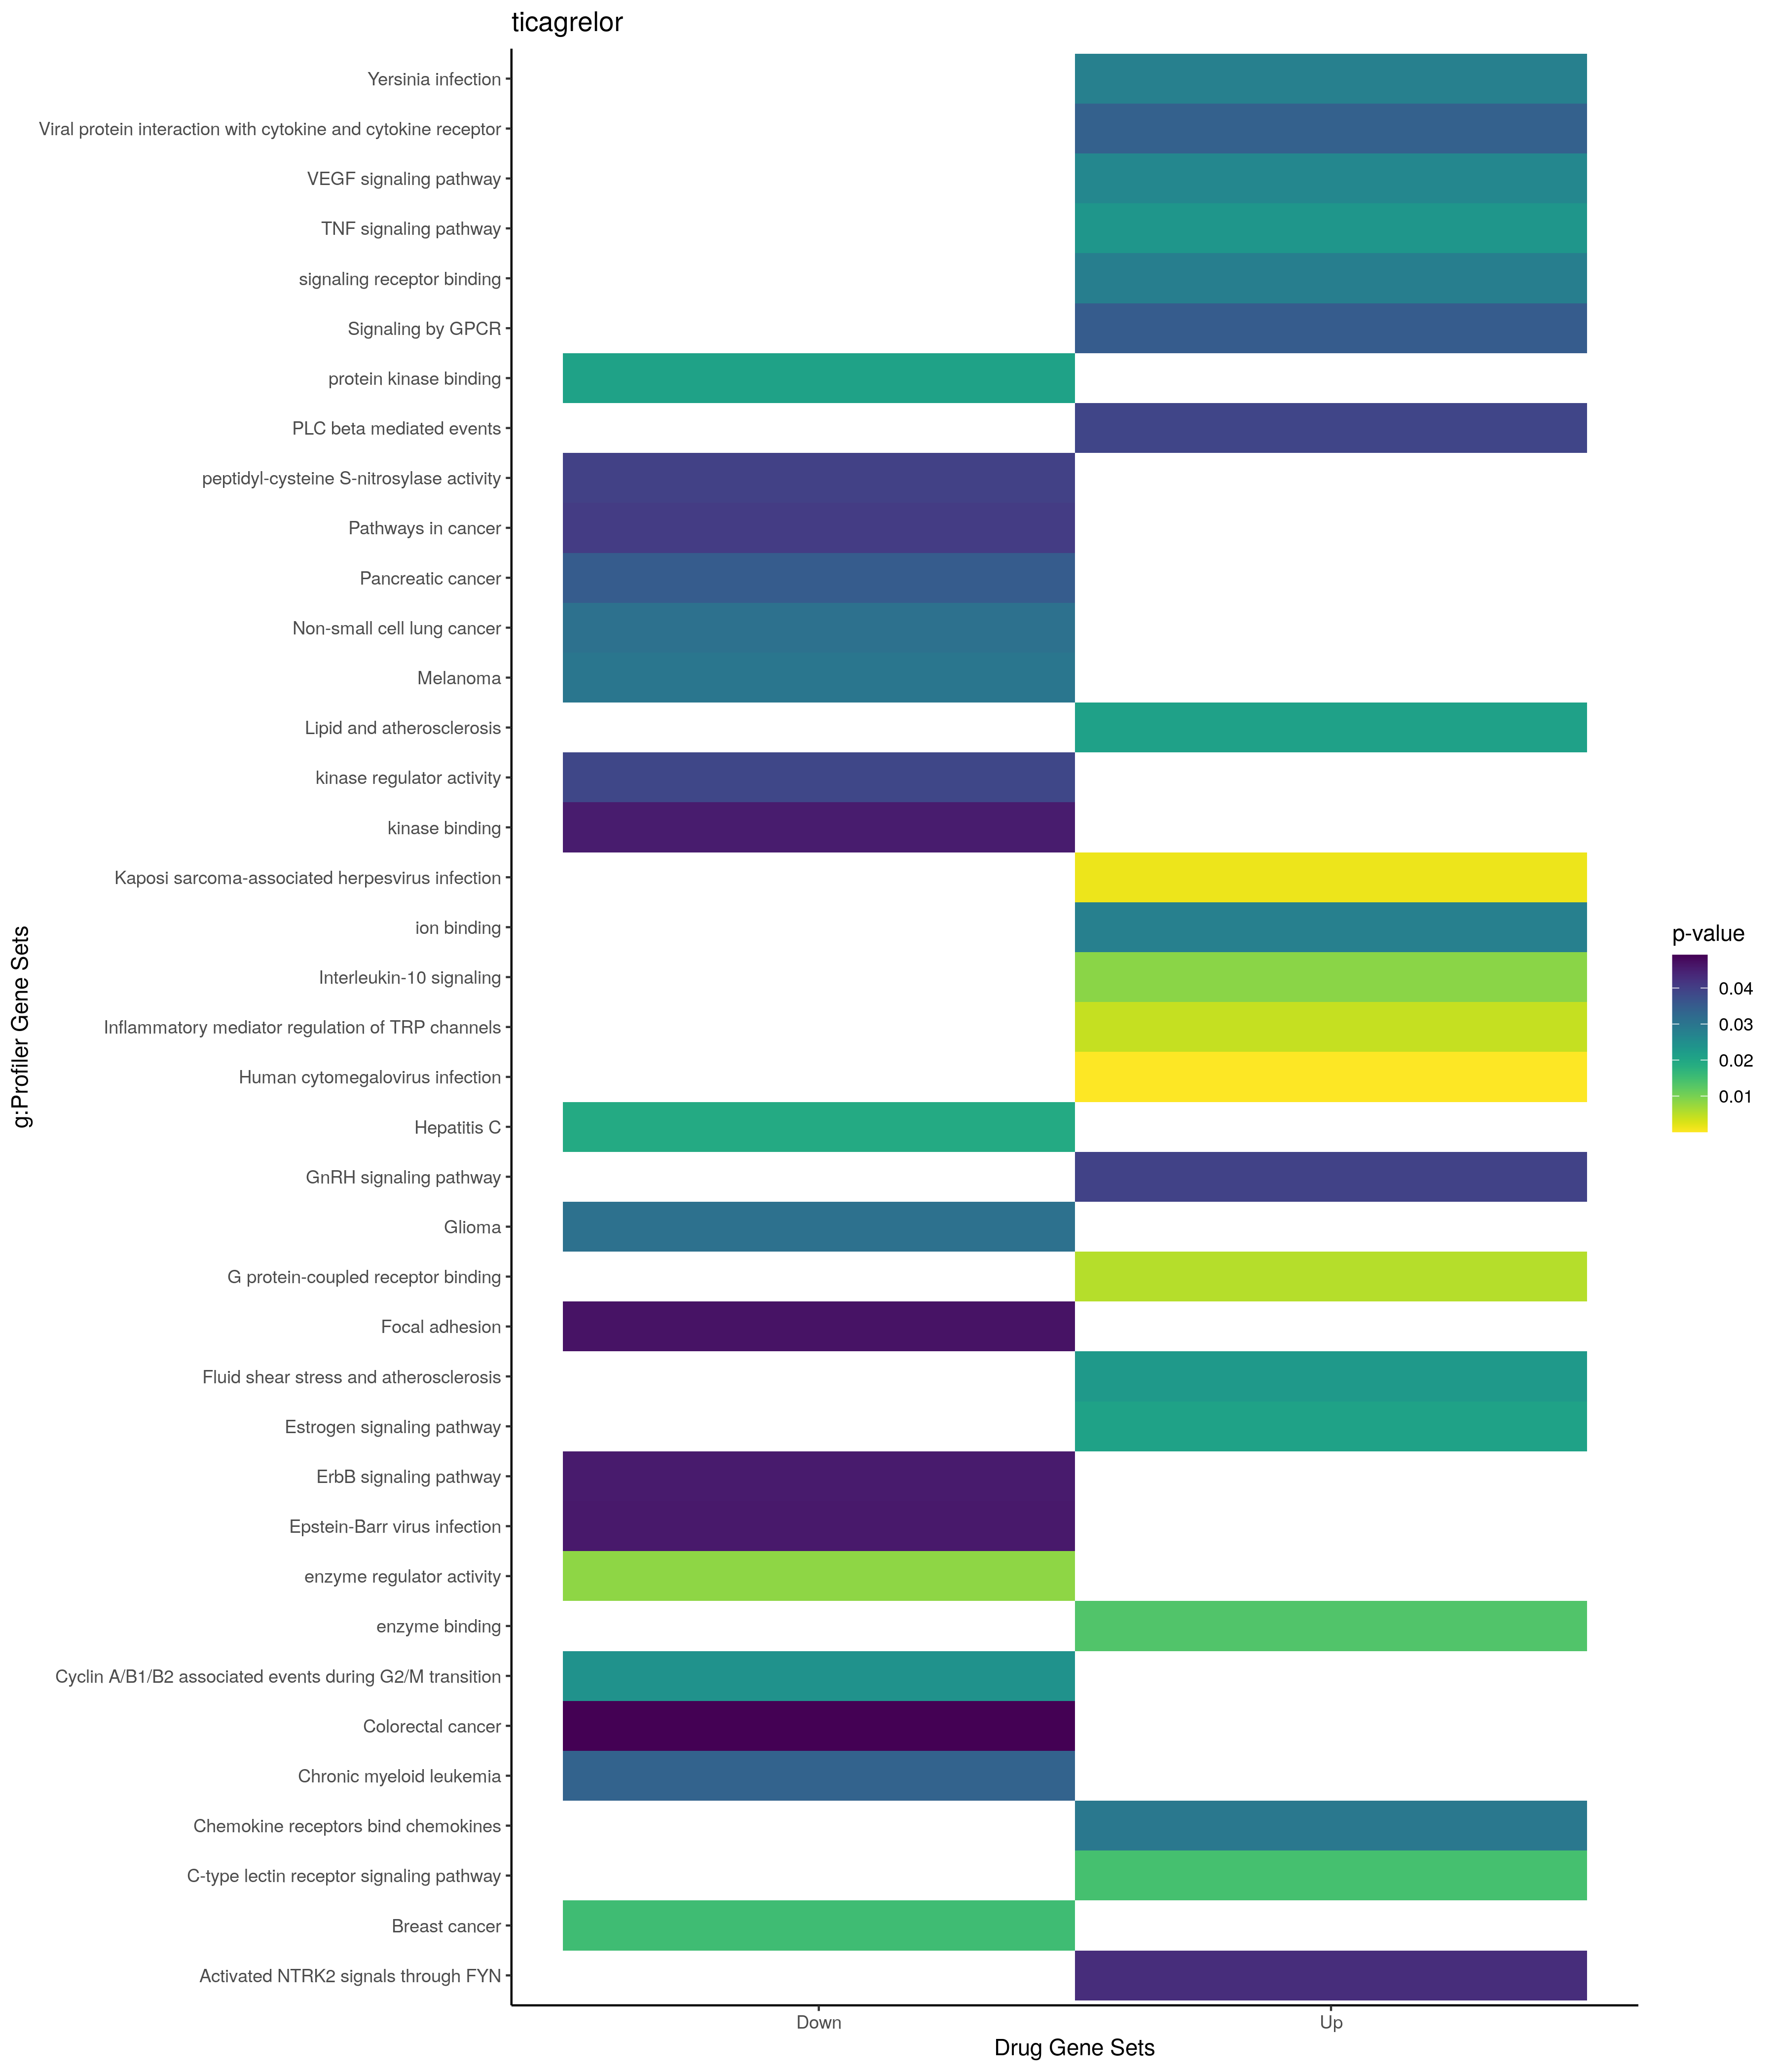 ticagrelor
Yersinia infection
Viral protein interaction with cytokine and cytokine receptor
VEGF signaling pathway
TNF signaling pathway
signaling receptor binding
Signaling by GPCR
protein kinase binding
PLC beta mediated events
peptidyl-cysteine S-nitrosylase activity
Pathways in cancer
Pancreatic cancer
Non-small cell lung cancer
Melanoma
Lipid and atherosclerosis
kinase regulator activity
kinase binding
Kaposi sarcoma-associated herpesvirus infection
ion binding
Interleukin-10 signaling
Inflammatory mediator regulation of TRP channels
Human cytomegalovirus infection
Hepatitis C
GnRH signaling pathway
Glioma
G protein-coupled receptor binding
Focal adhesion
Fluid shear stress and atherosclerosis
Estrogen signaling pathway
ErbB signaling pathway
Epstein-Barr virus infection
enzyme regulator activity
enzyme binding
Cyclin A/B1/B2 associated events during G2/M transition
Colorectal cancer
Chronic myeloid leukemia
Chemokine receptors bind chemokines
C-type lectin receptor signaling pathway
Breast cancer
Activated NTRK2 signals through FYN
g:Profiler Gene Sets
Down
Up
Drug Gene Sets
p-value
0.04
0.03
0.02
0.01